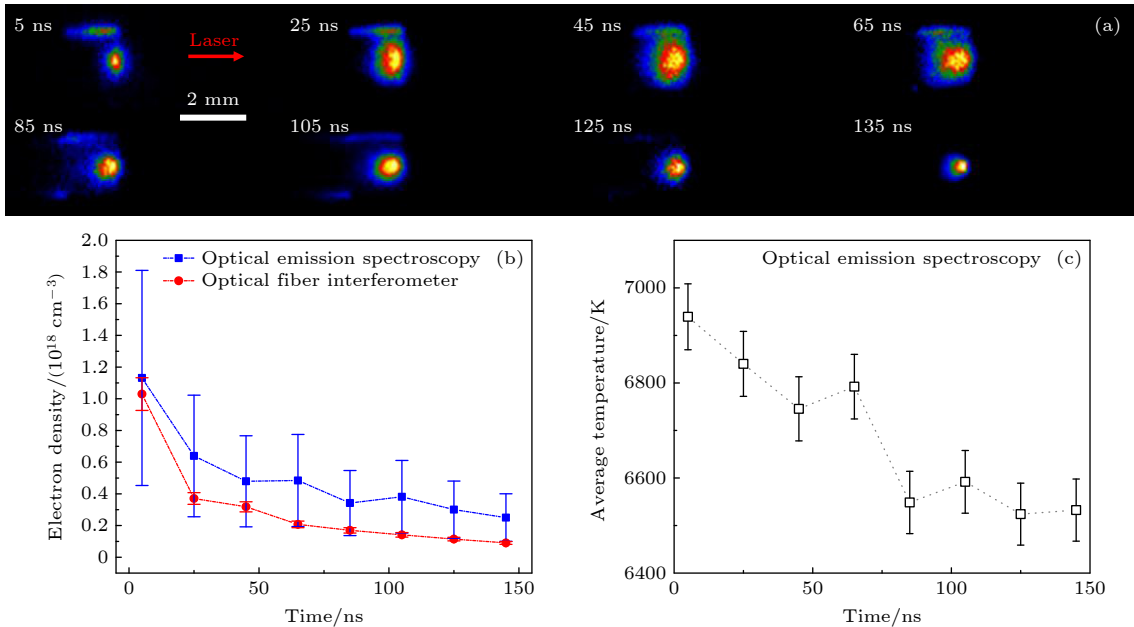 5 ns
25 ns
45 ns
65 ns
(a)
Laser
2 mm
85 ns
105 ns
125 ns
135 ns
2.0
1.8
1.6
1.4
1.2
1.0
0.8
0.6
0.4
0.2
0
Electron density/(10¹⁸ cm⁻³)
Optical emission spectroscopy (b)
Optical fiber interferometer
0 50 100 150
Time/ns
7000
6800
6600
6400
Average temperature/K
Optical emission spectroscopy (c)
0 50 100 150
Time/ns